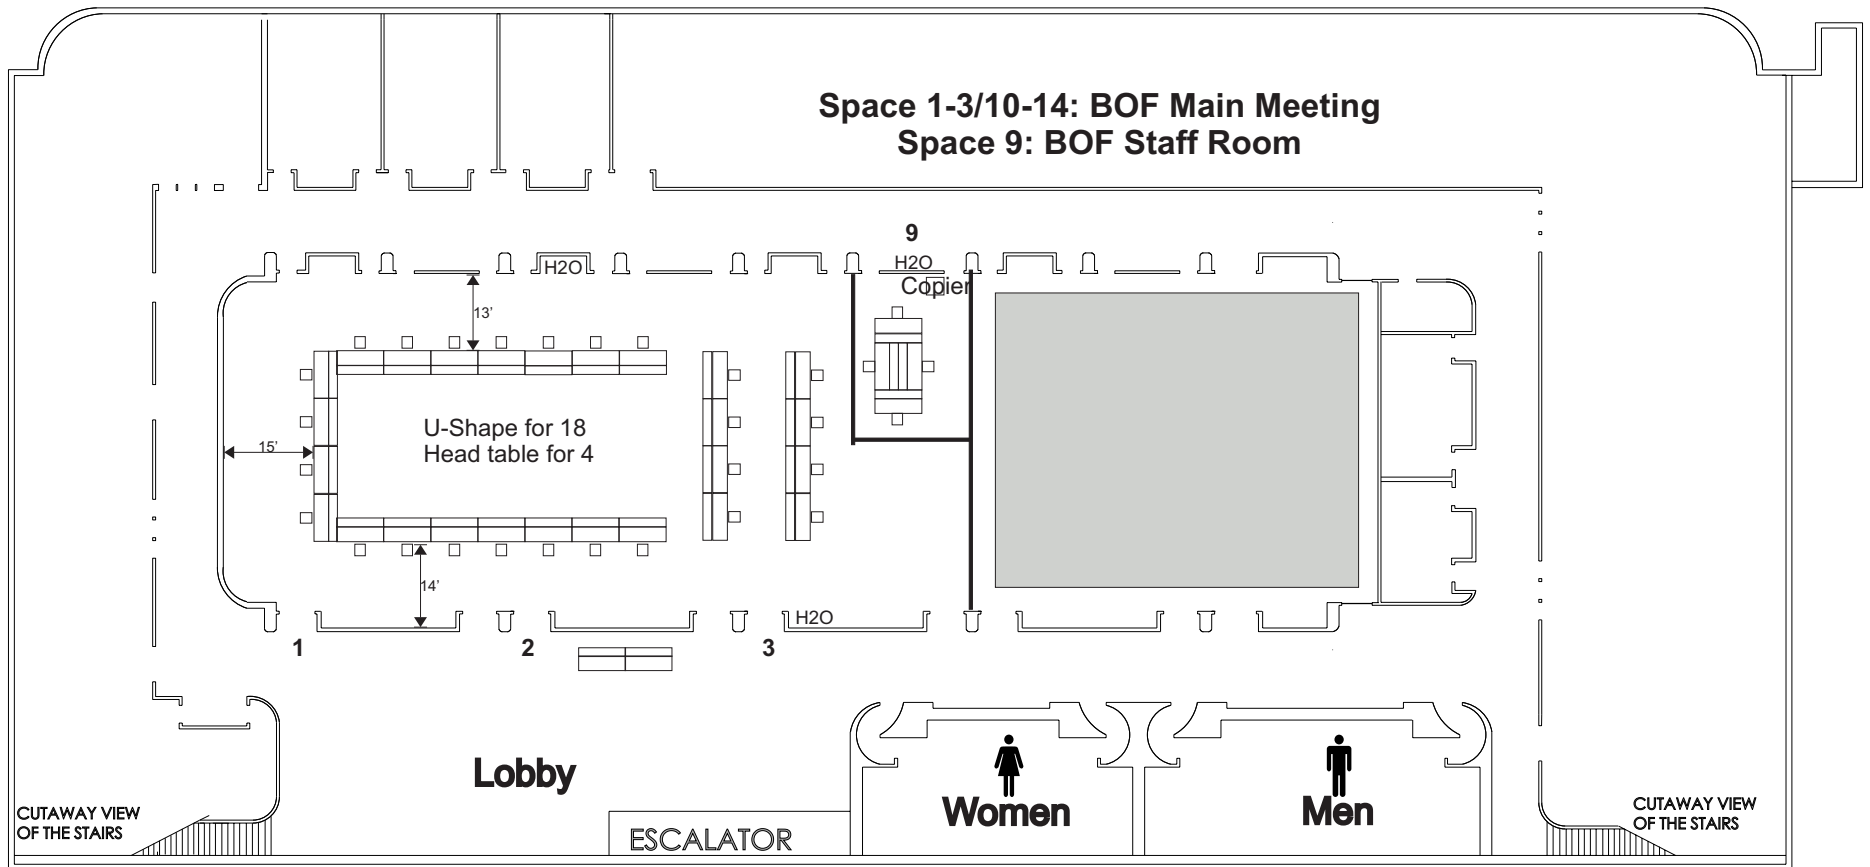 Space 1-3/10-14: BOF Main Meeting
Space 9: BOF Staff Room
9
H2O
H2O
Copier
13'
U-Shape for 18
Head table for 4
15'
14'
H2O
1
2
3
Lobby
Women
Men
CUTAWAY VIEW
OF THE STAIRS
ESCALATOR
CUTAWAY VIEW
OF THE STAIRS